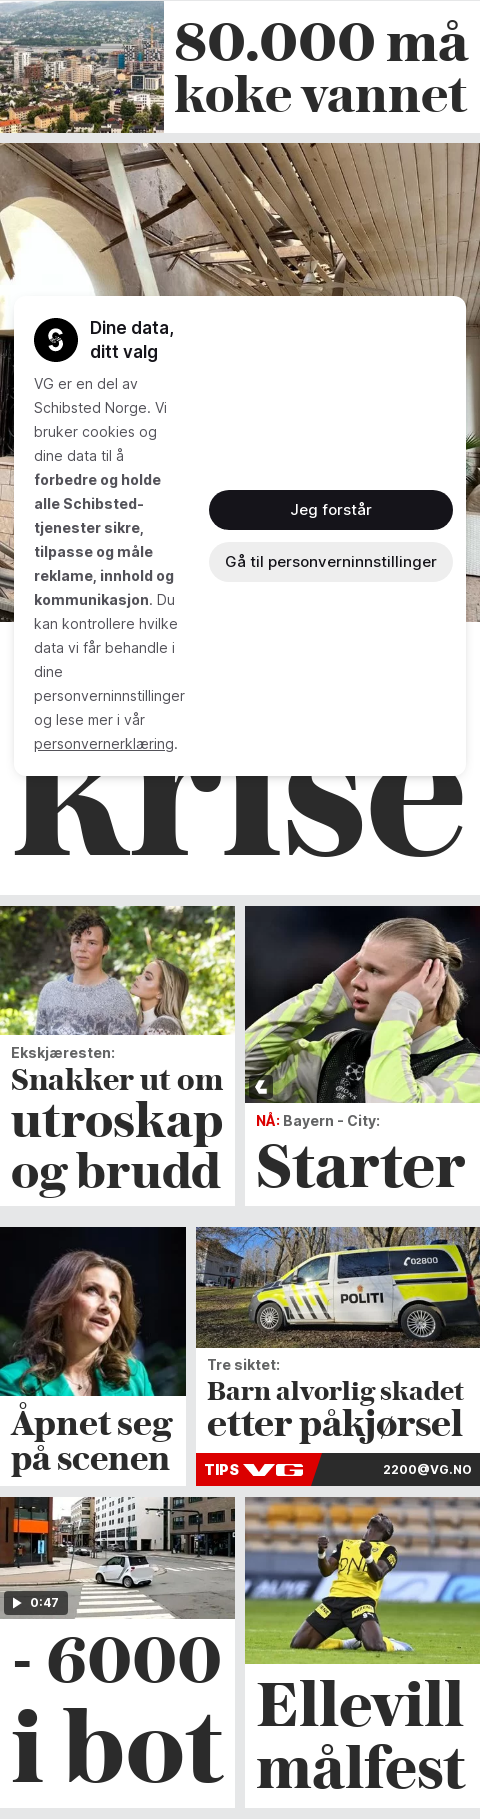 80.000 må
koke vannet
Dine data,
ditt valg
VG er en del av
Schibsted Norge. Vi
bruker cookies og
dine data til å
forbedre og holde
alle Schibsted-
tjenester sikre,
tilpasse og måle
reklame, innhold og
kommunikasjon. Du
kan kontrollere hvilke
data vi får behandle i
dine
personverninnstillinger
og lese mer i vår
personvernerklæring.
Jeg forstår
Gå til personverninnstillinger
krise
Ekskjæresten:
Snakker ut om
utroskap
og brudd
NÅ: Bayern - City:
Starter
Åpnet seg
på scenen
02800
POLITI
Tre siktet:
Barn alvorlig skadet
etter påkjørsel
TIPS VG
2200@VG.NO
0:47
- 6000
i bot
Ellevill
målfest